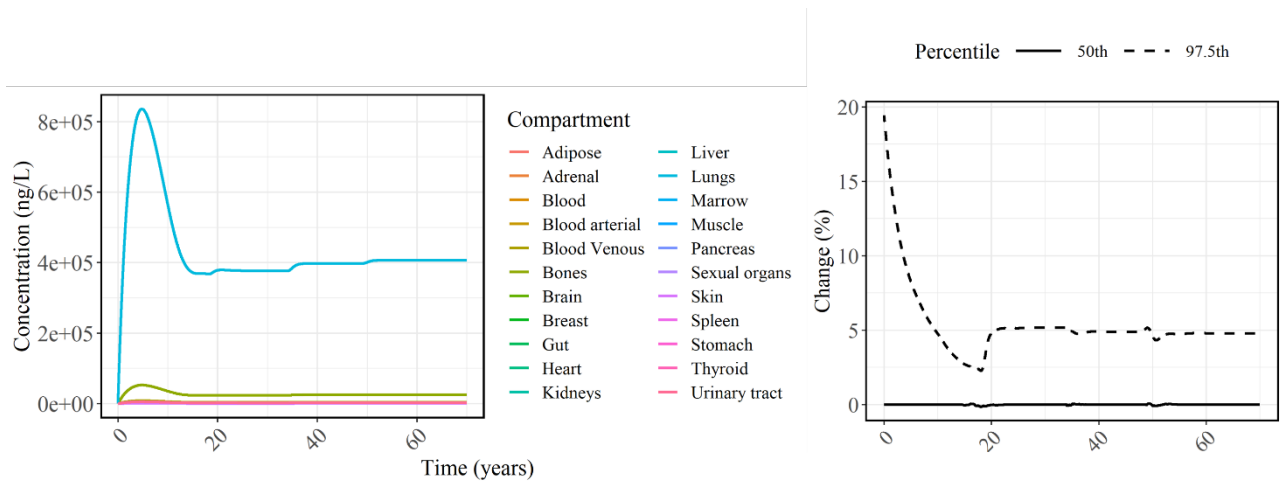 Percentile 50th 97.5th
Concentration (ng/L)
8e+05
6e+05
4e+05
2e+05
0e+00
0 20 40 60
Time (years)
Compartment
Adipose Liver
Adrenal Lungs
Blood Marrow
Blood arterial Muscle
Blood Venous Pancreas
Bones Sexual organs
Brain Skin
Breast Spleen
Gut Stomach
Heart Thyroid
Kidneys Urinary tract
Change (%)
20
15
10
5
0
0 20 40 60